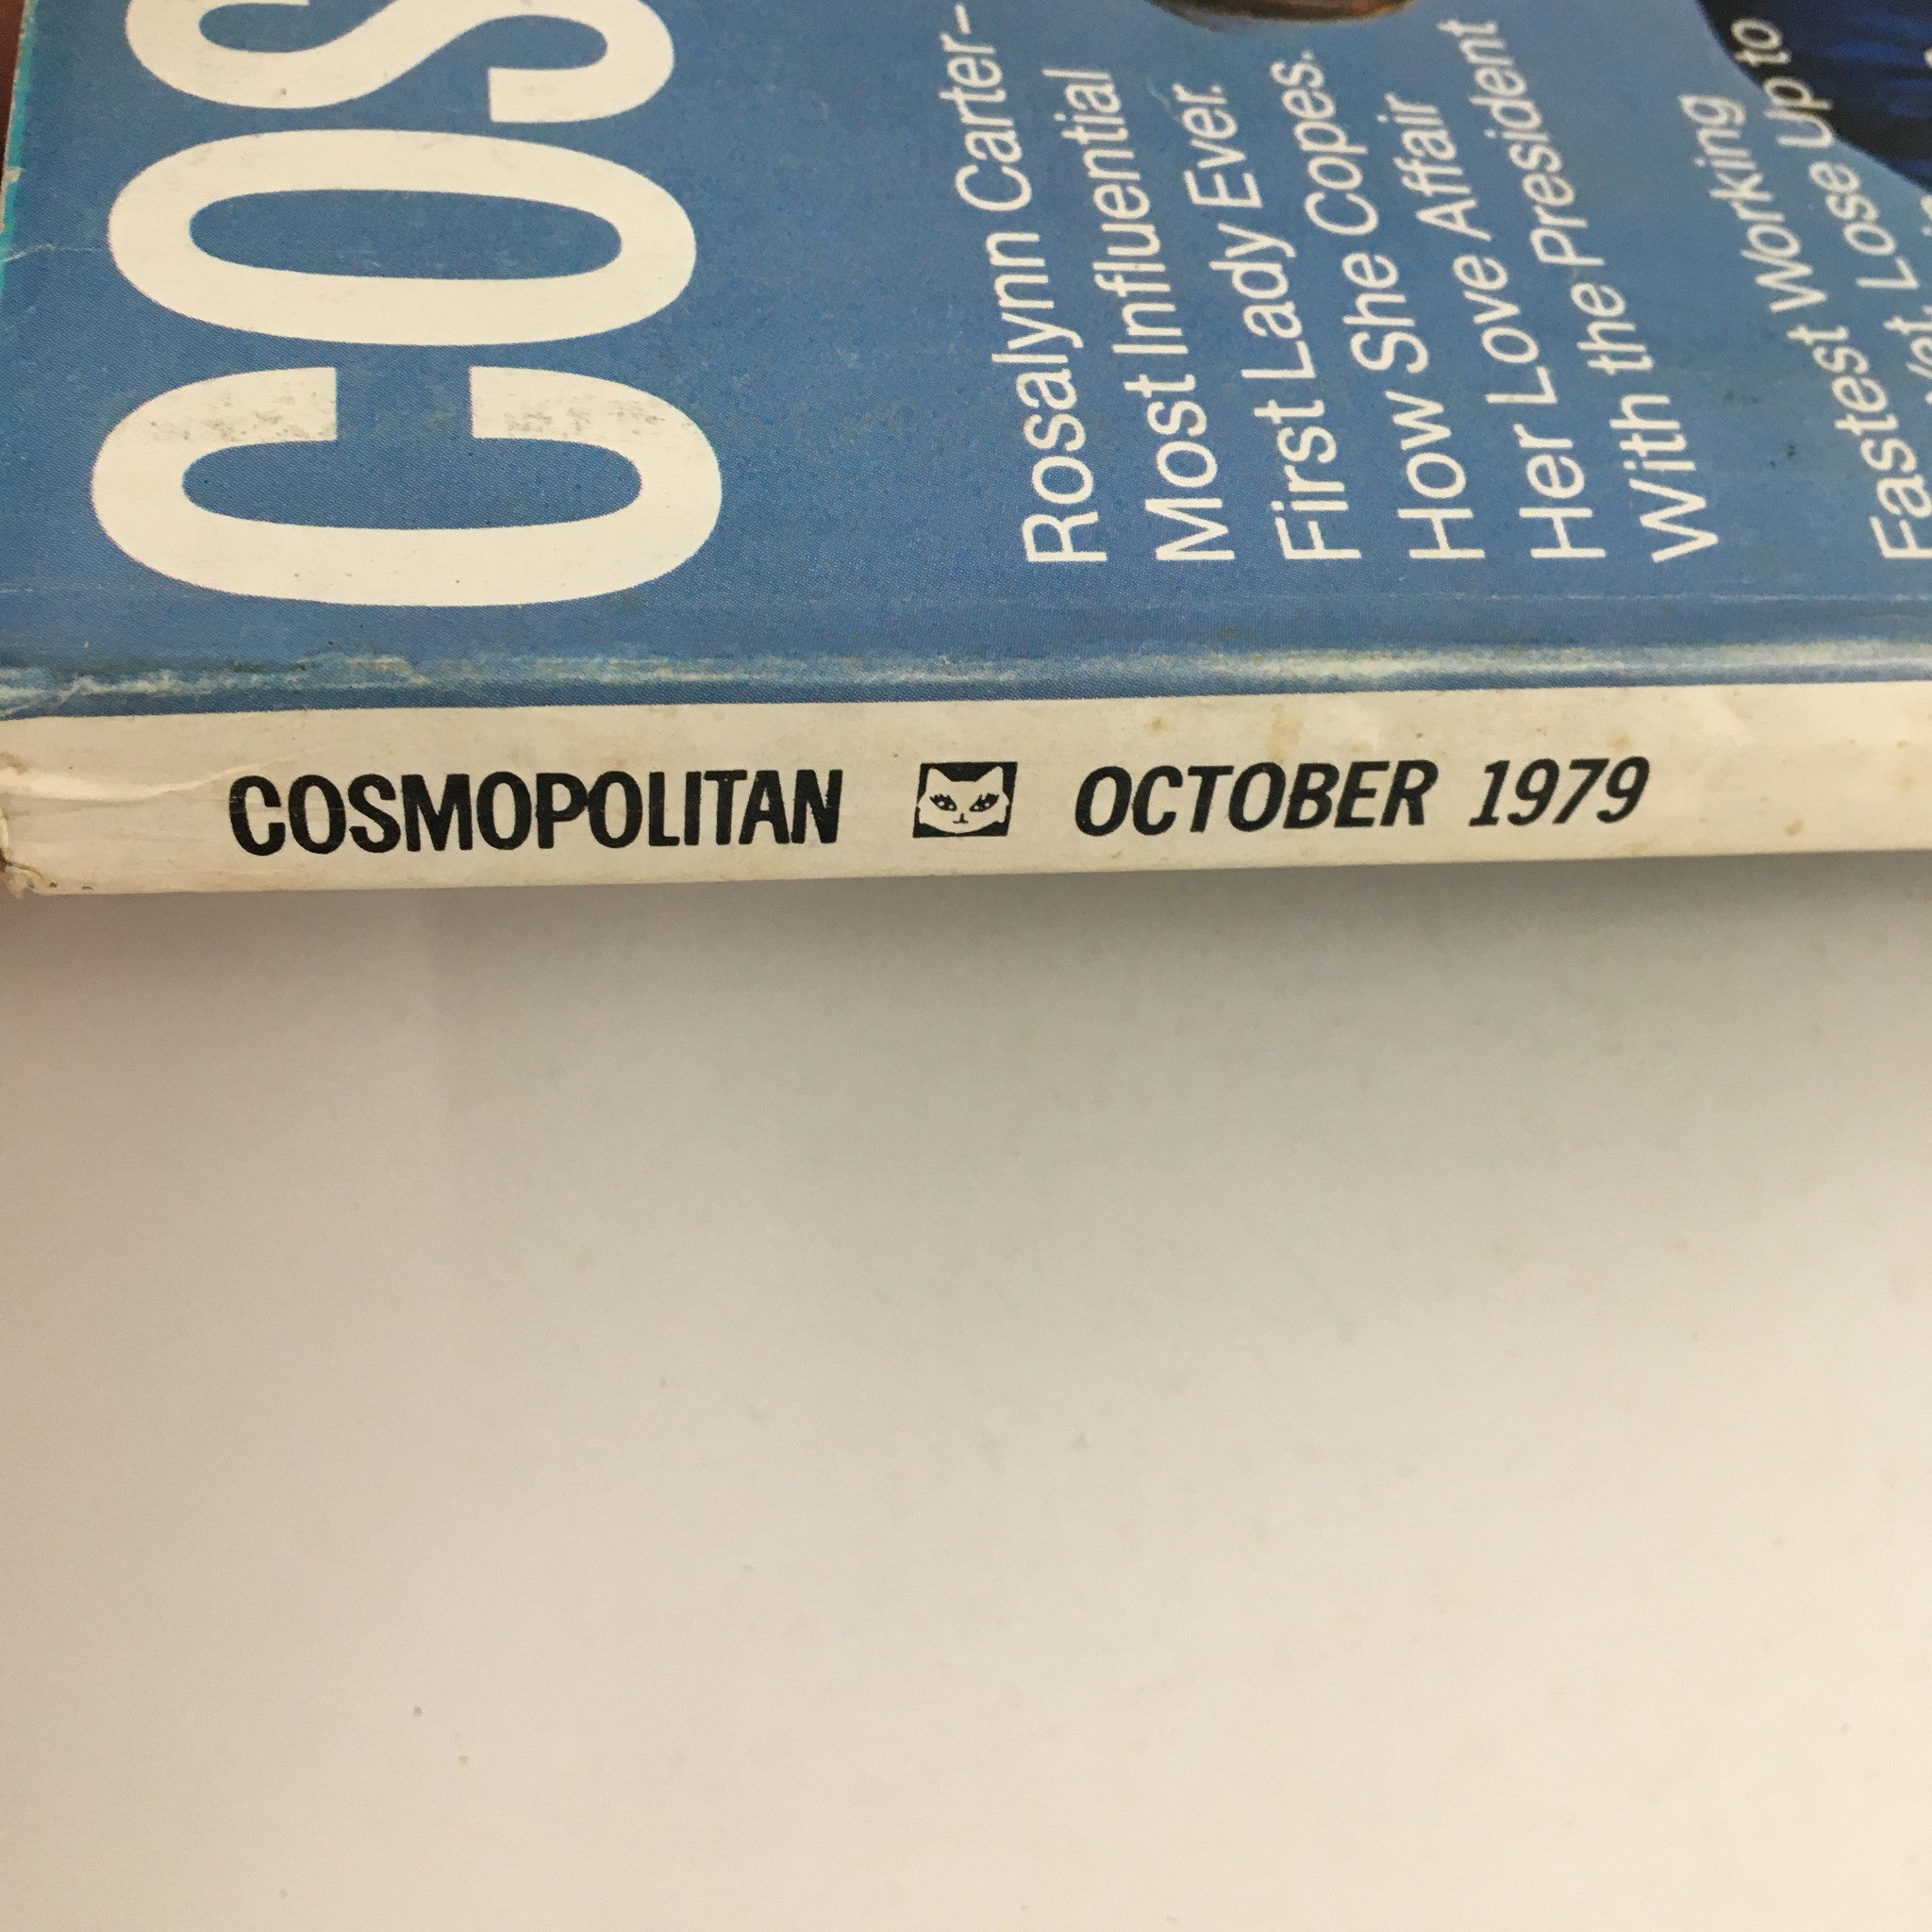 COS
Rosalynn Carter-
Most Influential
First Lady Ever.
How She Copes.
Her Love Affair
With the President
Fastest Working
Yet Lose Up to
COSMOPOLITAN OCTOBER 1979